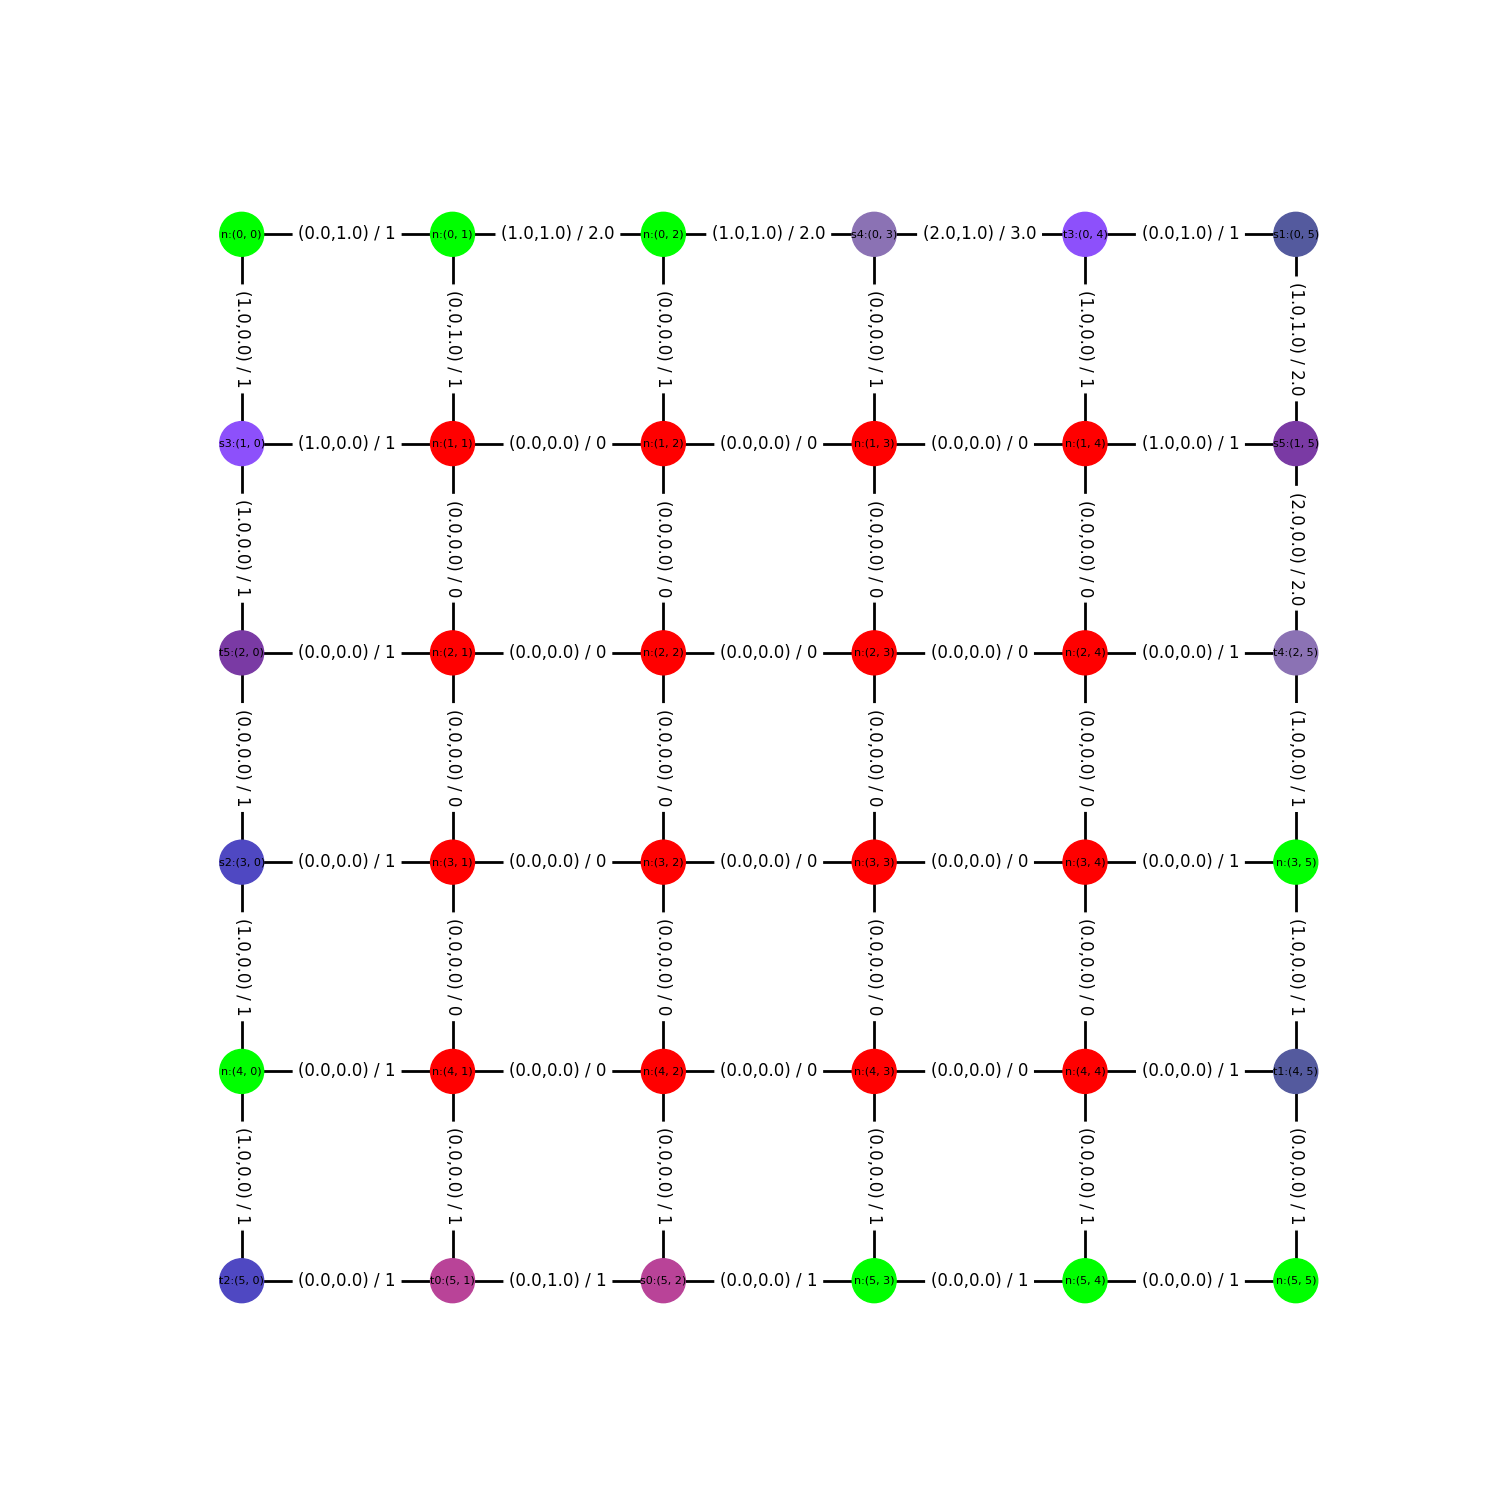 n:(0, 0) (0.0,1.0) / 1 n:(0, 1) (1.0,1.0) / 2.0 n:(0, 2) (1.0,1.0) / 2.0 s4:(0, 3) (2.0,1.0) / 3.0 t3:(0, 4) (0.0,1.0) / 1 s1:(0, 5)
(1.0,0.0) / 1 (0.0,1.0) / 1 (0.0,0.0) / 1 (0.0,0.0) / 1 (1.0,0.0) / 1 (1.0,1.0) / 2.0
s3:(1, 0) (1.0,0.0) / 1 n:(1, 1) (0.0,0.0) / 0 n:(1, 2) (0.0,0.0) / 0 n:(1, 3) (0.0,0.0) / 0 n:(1, 4) (1.0,0.0) / 1 s5:(1, 5)
(1.0,0.0) / 1 (0.0,0.0) / 0 (0.0,0.0) / 0 (0.0,0.0) / 0 (0.0,0.0) / 0 (2.0,0.0) / 2.0
t5:(2, 0) (0.0,0.0) / 1 n:(2, 1) (0.0,0.0) / 0 n:(2, 2) (0.0,0.0) / 0 n:(2, 3) (0.0,0.0) / 0 n:(2, 4) (0.0,0.0) / 1 t4:(2, 5)
(0.0,0.0) / 1 (0.0,0.0) / 0 (0.0,0.0) / 0 (0.0,0.0) / 0 (0.0,0.0) / 0 (1.0,0.0) / 1
s2:(3, 0) (0.0,0.0) / 1 n:(3, 1) (0.0,0.0) / 0 n:(3, 2) (0.0,0.0) / 0 n:(3, 3) (0.0,0.0) / 0 n:(3, 4) (0.0,0.0) / 1 n:(3, 5)
(1.0,0.0) / 1 (0.0,0.0) / 0 (0.0,0.0) / 0 (0.0,0.0) / 0 (0.0,0.0) / 0 (1.0,0.0) / 1
n:(4, 0) (0.0,0.0) / 1 n:(4, 1) (0.0,0.0) / 0 n:(4, 2) (0.0,0.0) / 0 n:(4, 3) (0.0,0.0) / 0 n:(4, 4) (0.0,0.0) / 1 t1:(4, 5)
(1.0,0.0) / 1 (0.0,0.0) / 1 (0.0,0.0) / 1 (0.0,0.0) / 1 (0.0,0.0) / 1 (0.0,0.0) / 1
t2:(5, 0) (0.0,0.0) / 1 t0:(5, 1) (0.0,1.0) / 1 s0:(5, 2) (0.0,0.0) / 1 n:(5, 3) (0.0,0.0) / 1 n:(5, 4) (0.0,0.0) / 1 n:(5, 5)